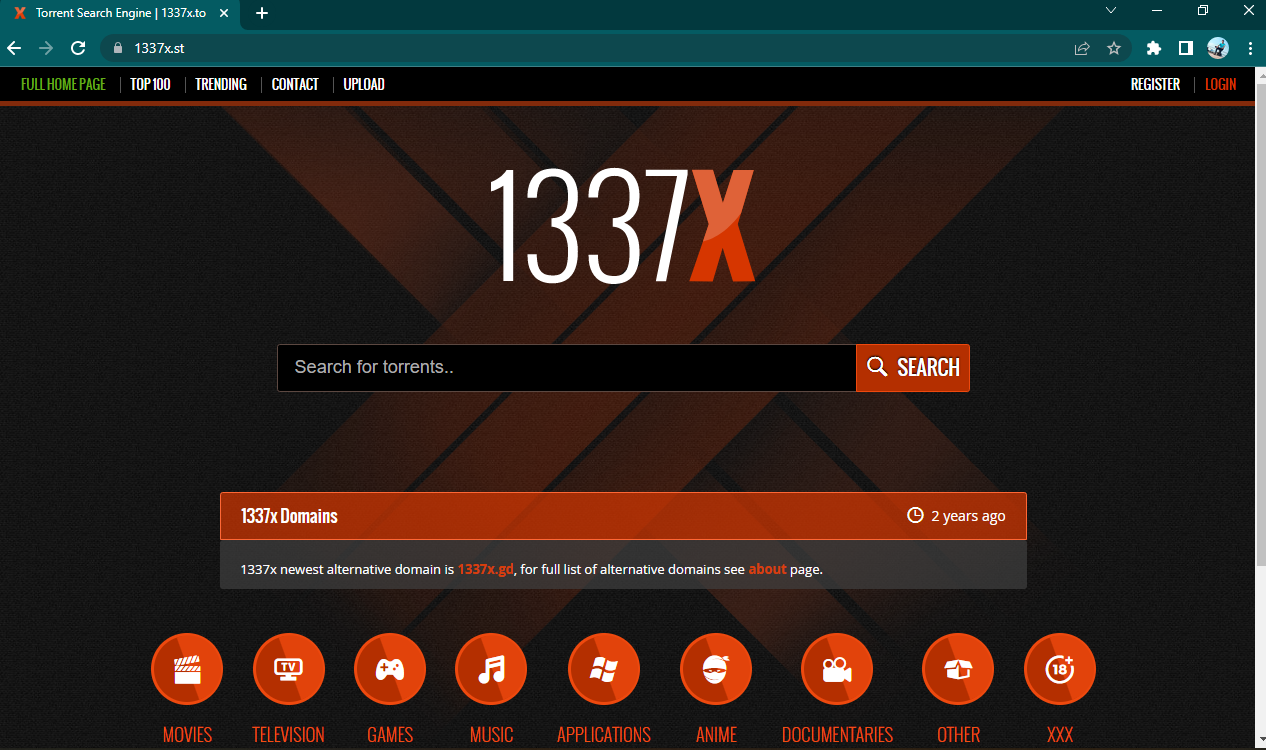 Torrent Search Engine | 1337x.to
1337x.st
FULL HOME PAGE TOP 100 TRENDING CONTACT UPLOAD REGISTER LOGIN
1337X
Search for torrents.. SEARCH
1337x Domains 2 years ago
1337x newest alternative domain is 1337x.gd, for full list of alternative domains see about page.
TV
18+
MOVIES TELEVISION GAMES MUSIC APPLICATIONS ANIME DOCUMENTARIES OTHER XXX